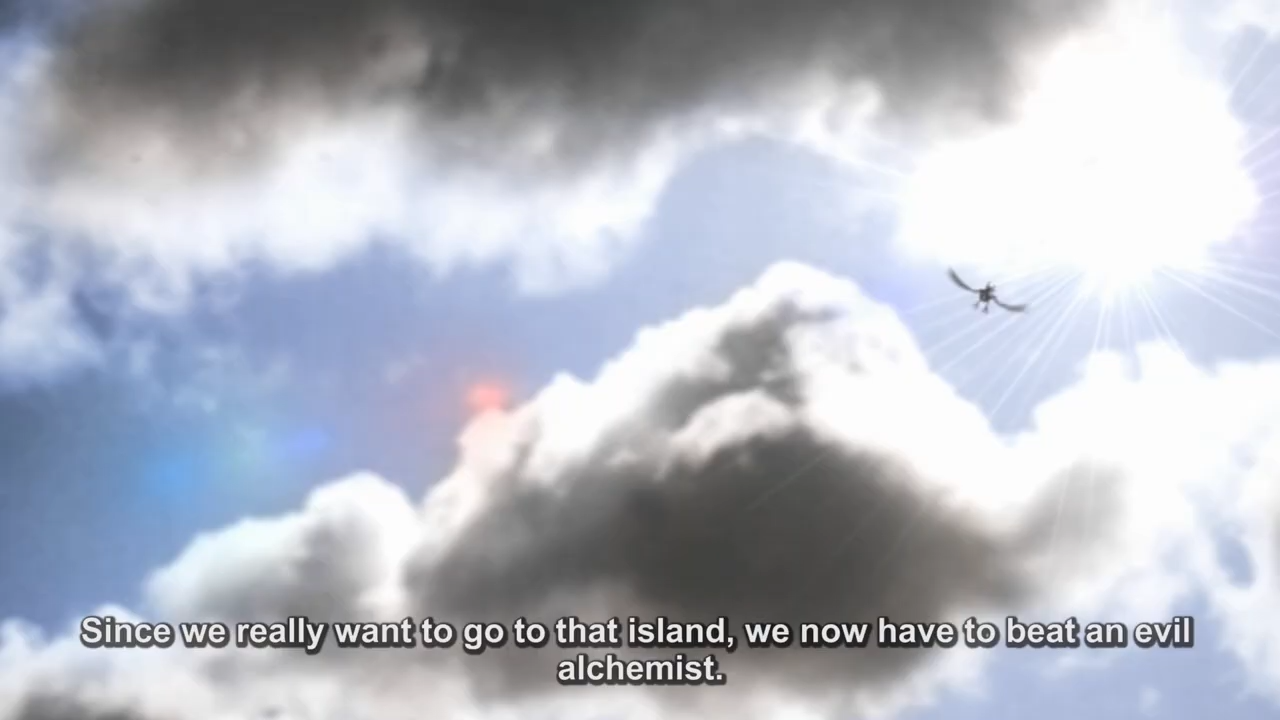 Since we really want to go to that island, we now have to beat an evil
alchemist.